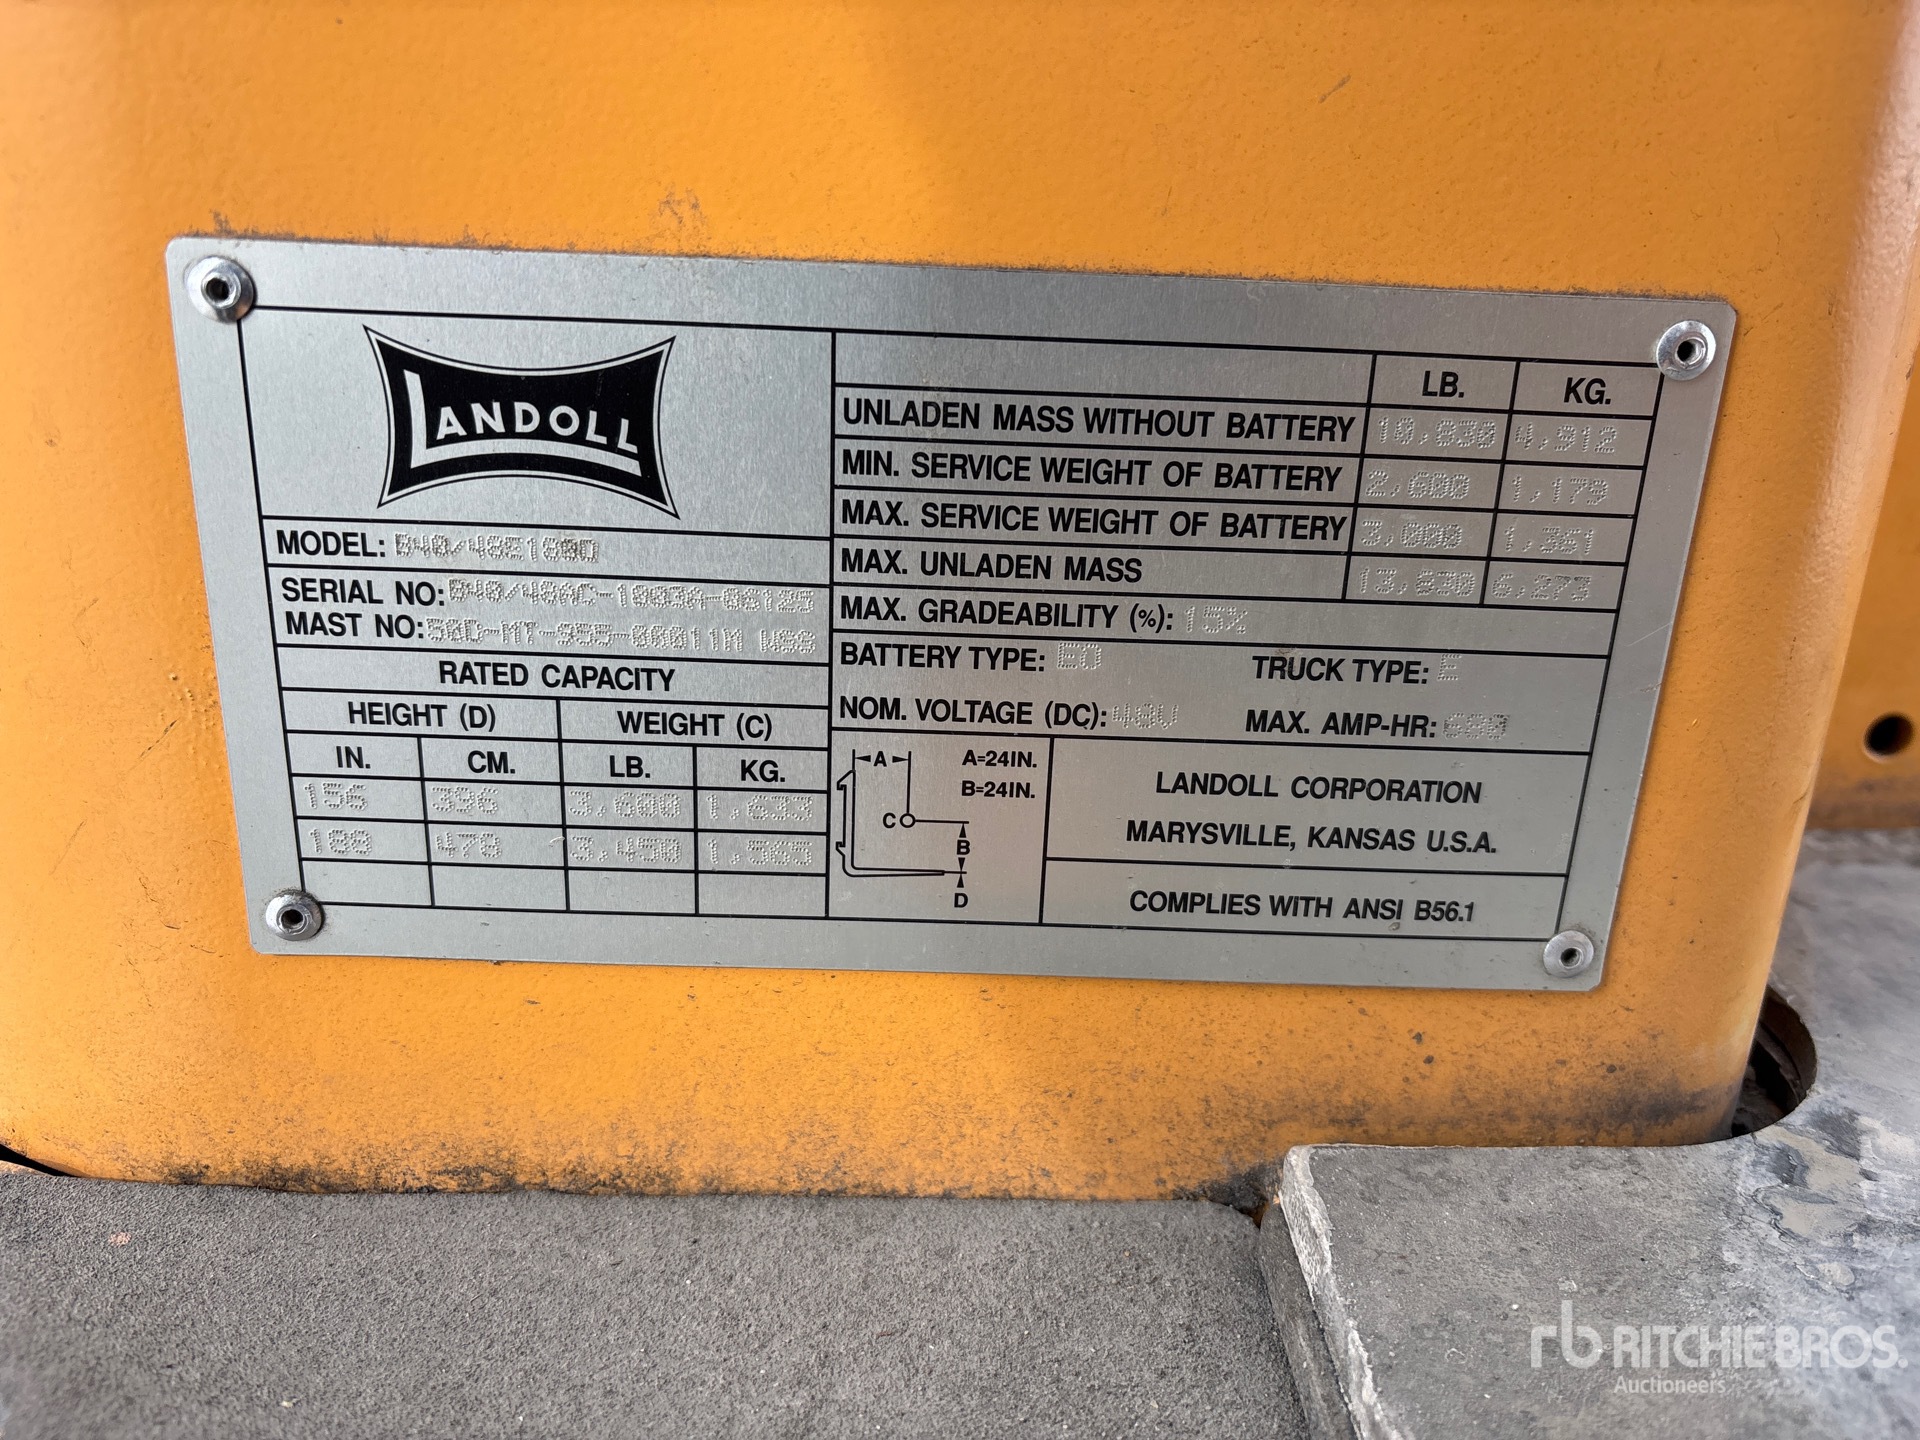 LANDOLL
MODEL: B40/48E180D
SERIAL NO: B40/48AC-1003A-06125
MAST NO: 50D-MT-955-00011M
RATED CAPACITY
HEIGHT (D) WEIGHT (C)
IN. CM. LB. KG.
156 396 3,600 1,633
188 478 3,450 1,565
LB. KG.
UNLADEN MASS WITHOUT BATTERY 10,830 4,912
MIN. SERVICE WEIGHT OF BATTERY 2,600 1,179
MAX. SERVICE WEIGHT OF BATTERY 3,000 1,361
MAX. UNLADEN MASS 13,830 6,273
MAX. GRADEABILITY (%): 15%
BATTERY TYPE: EO TRUCK TYPE: E
NOM. VOLTAGE (DC): 48V MAX. AMP-HR: 680
A A=24IN.
B=24IN.
C
B
D
LANDOLL CORPORATION
MARYSVILLE, KANSAS U.S.A.
COMPLIES WITH ANSI B56.1
rb RITCHIE BROS.
Auctioneers